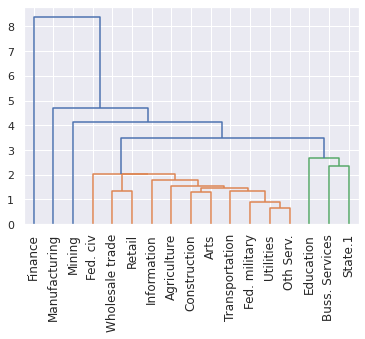 8
7
6
5
4
3
2
1
0
Finance
Manufacturing
Mining
Fed. civ
Wholesale trade
Retail
Information
Agriculture
Construction
Arts
Transportation
Fed. military
Utilities
Oth Serv.
Education
Buss. Services
State.1